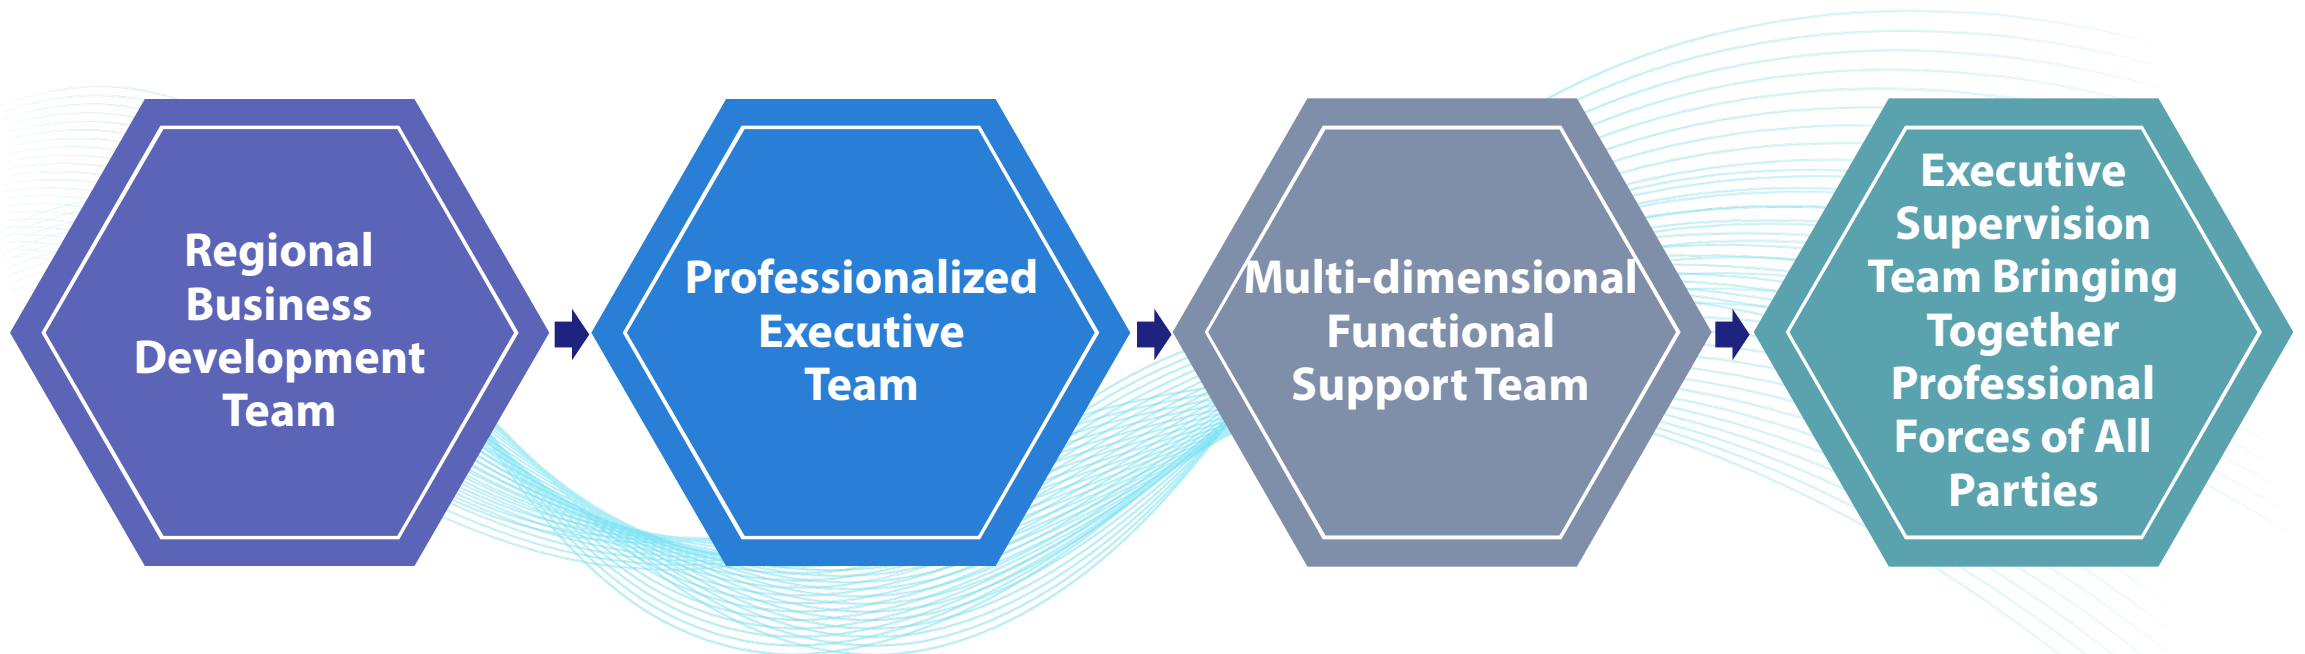 Regional
Business
Development
Team
Professionalized
Executive
Team
Multi-dimensional
Functional
Support Team
Executive
Supervision
Team Bringing
Together
Professional
Forces of All
Parties